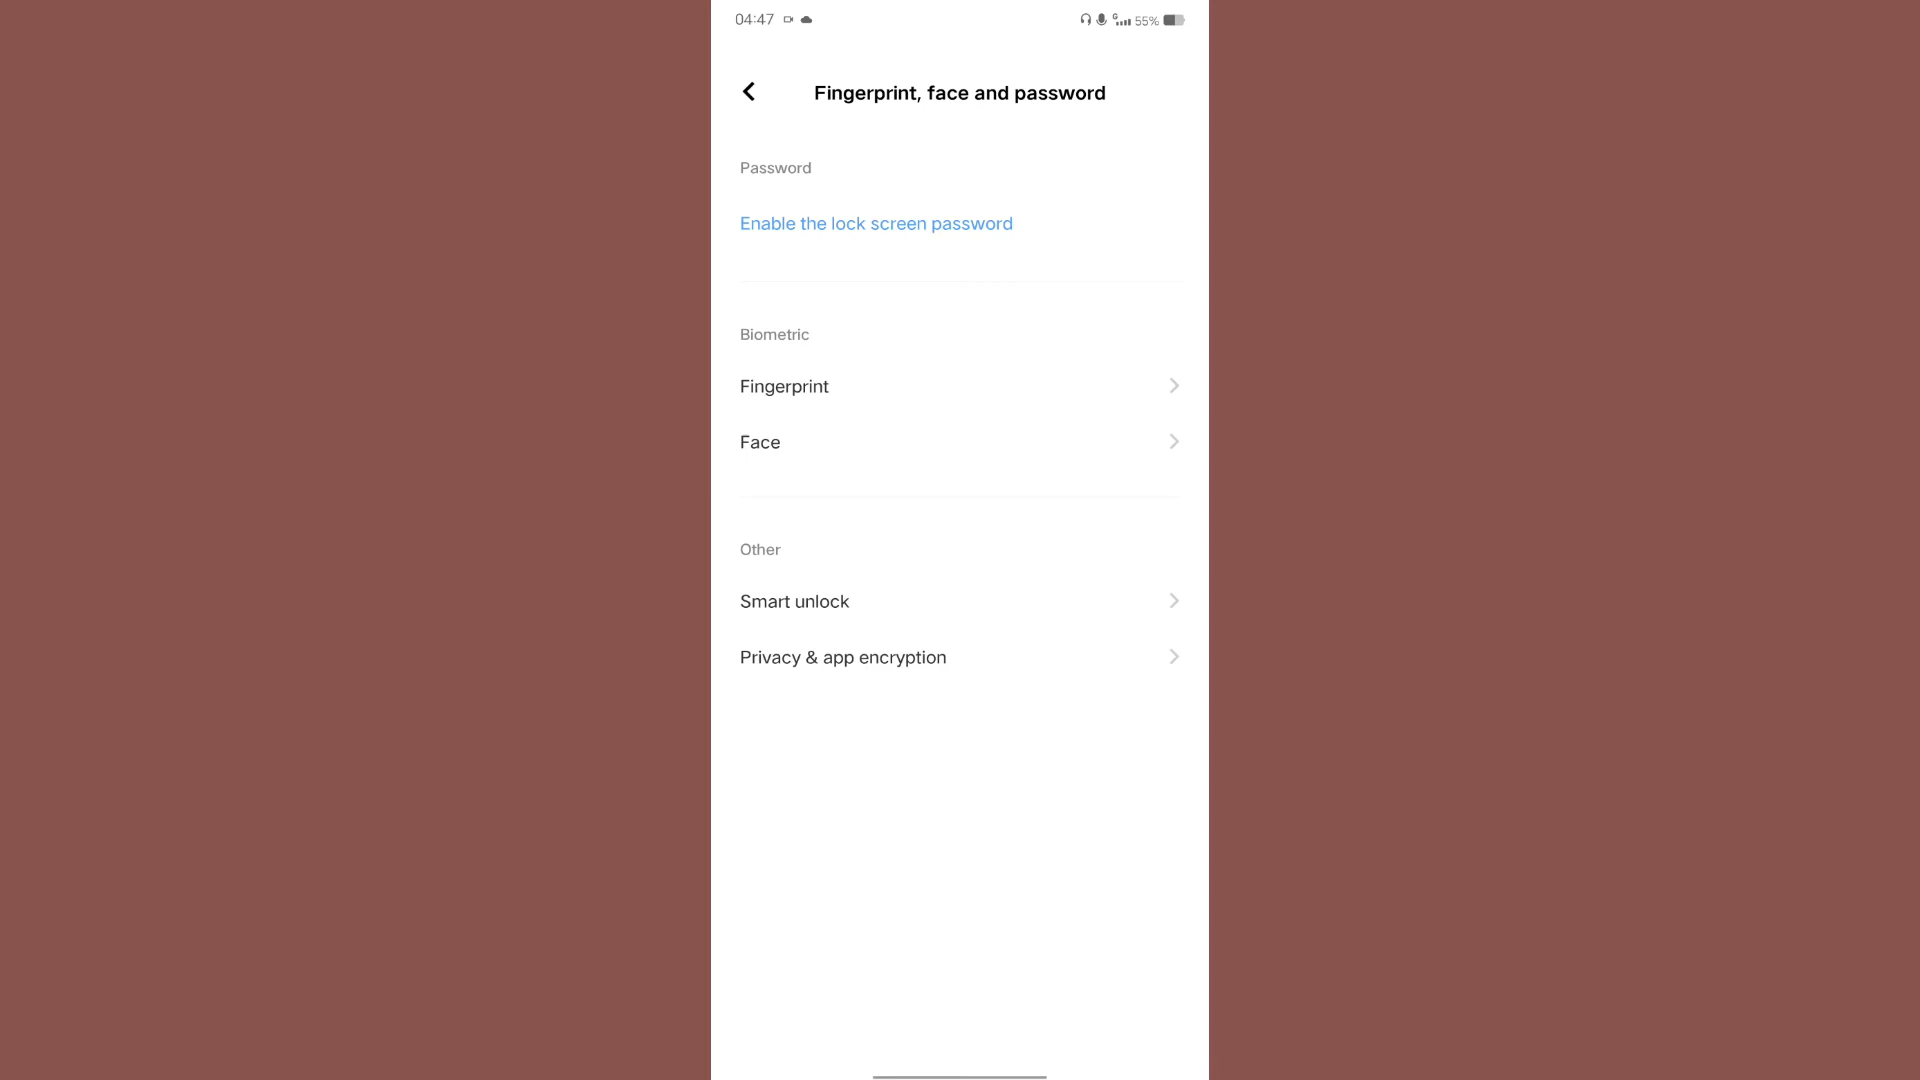 04:47
G 55%
Fingerprint, face and password
Password
Enable the lock screen password
Biometric
Fingerprint
Face
Other
Smart unlock
Privacy & app encryption